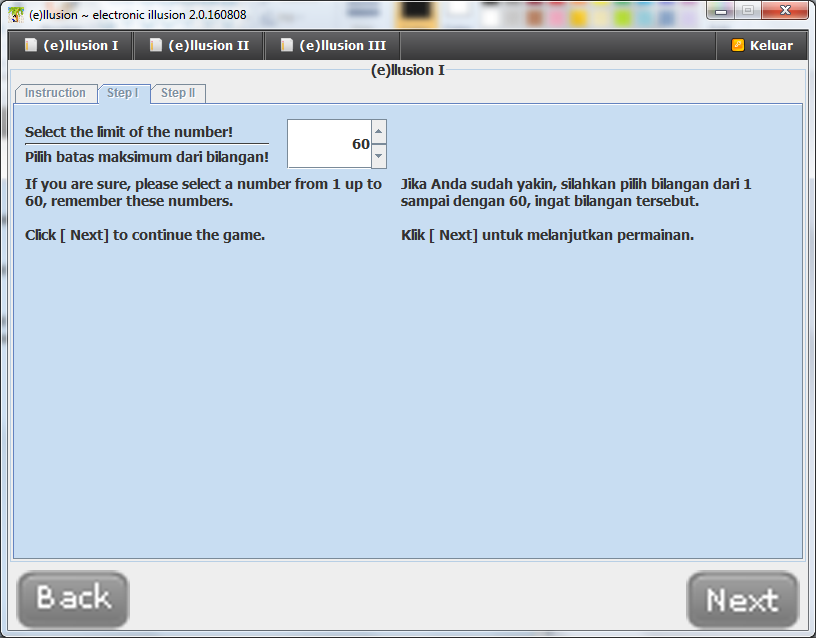 (e)llusion ~ electronic illusion 2.0.160808
(e)llusion I
(e)llusion II
(e)llusion III
Keluar
(e)llusion I
Instruction
Step I
Step II
Select the limit of the number!
Pilih batas maksimum dari bilangan!
60
If you are sure, please select a number from 1 up to
60, remember these numbers.
Click [ Next] to continue the game.
Jika Anda sudah yakin, silahkan pilih bilangan dari 1
sampai dengan 60, ingat bilangan tersebut.
Klik [ Next] untuk melanjutkan permainan.
Back
Next